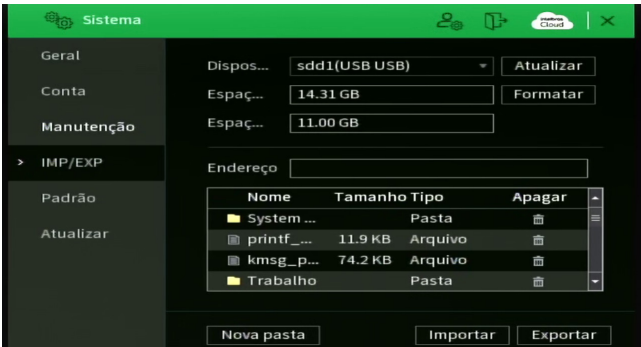 Sistema
intelbras Cloud
Geral
Conta
Manutenção
IMP/EXP
Padrão
Atualizar
Dispos... sdd1(USB USB) Atualizar
Espaç... 14.31 GB Formatar
Espaç... 11.00 GB
Endereço
Nome Tamanho Tipo Apagar
System ... Pasta
printf_... 11.9 KB Arquivo
kmsg_p... 74.2 KB Arquivo
Trabalho Pasta
Nova pasta Importar Exportar